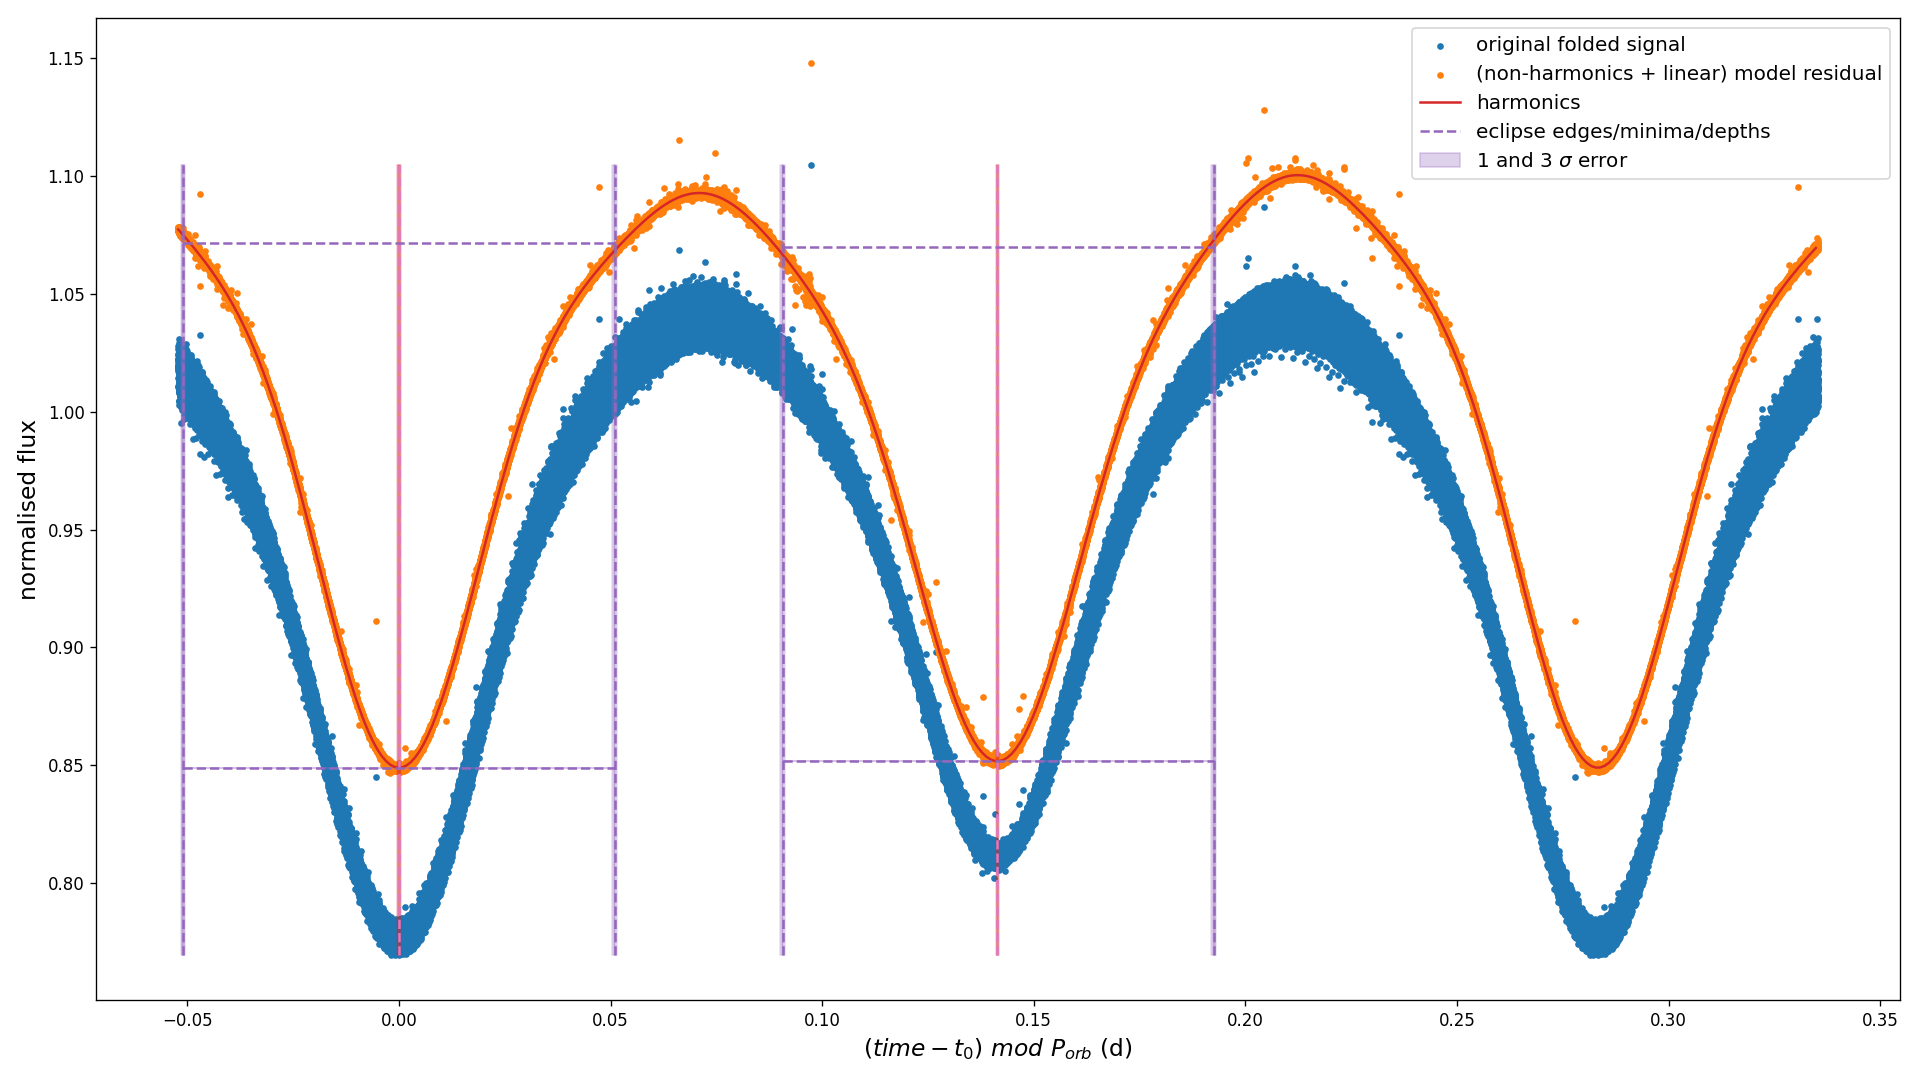 original folded signal
(non-harmonics + linear) model residual
harmonics
eclipse edges/minima/depths
1 and 3 σ error
normalised flux
1.15
1.10
1.05
1.00
0.95
0.90
0.85
0.80
−0.05
0.00
0.05
0.10
0.15
0.20
0.25
0.30
0.35
(time − t₀) mod P_orb (d)